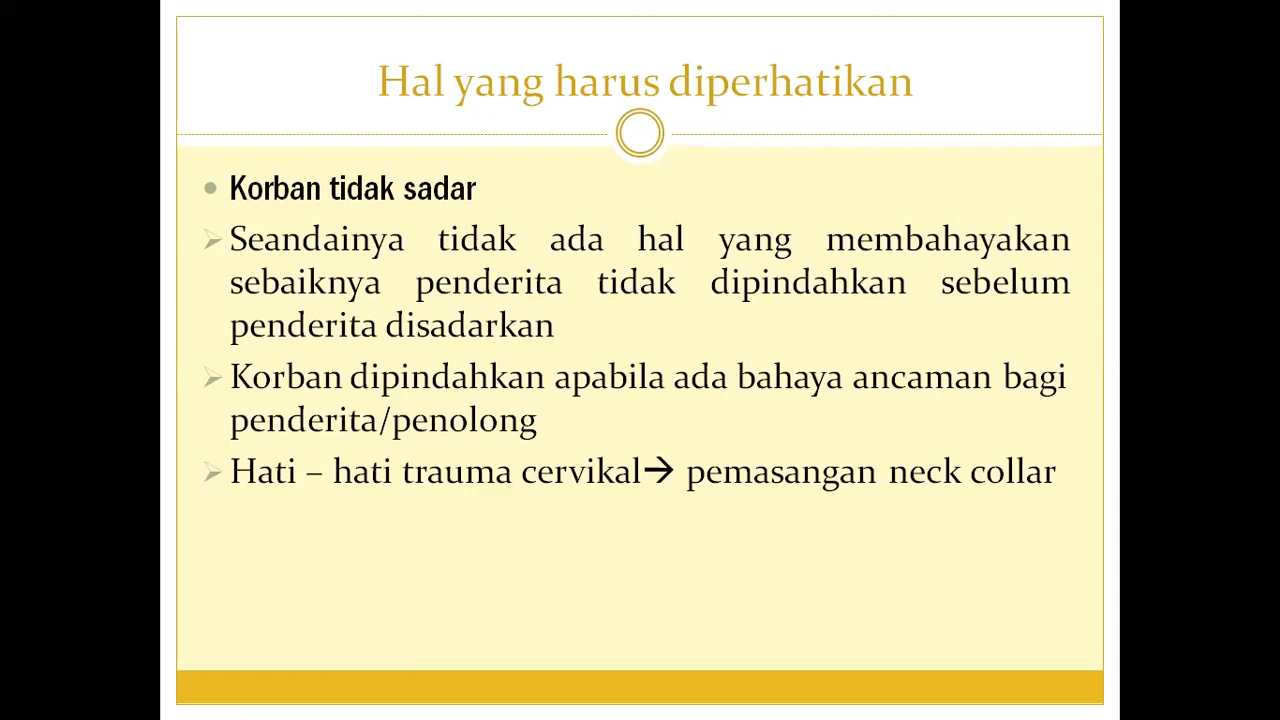 Hal yang harus diperhatikan
Korban tidak sadar
Seandainya tidak ada hal yang membahayakan
sebaiknya penderita tidak dipindahkan sebelum
penderita disadarkan
Korban dipindahkan apabila ada bahaya ancaman bagi
penderita/penolong
Hati – hati trauma cervikal→ pemasangan neck collar